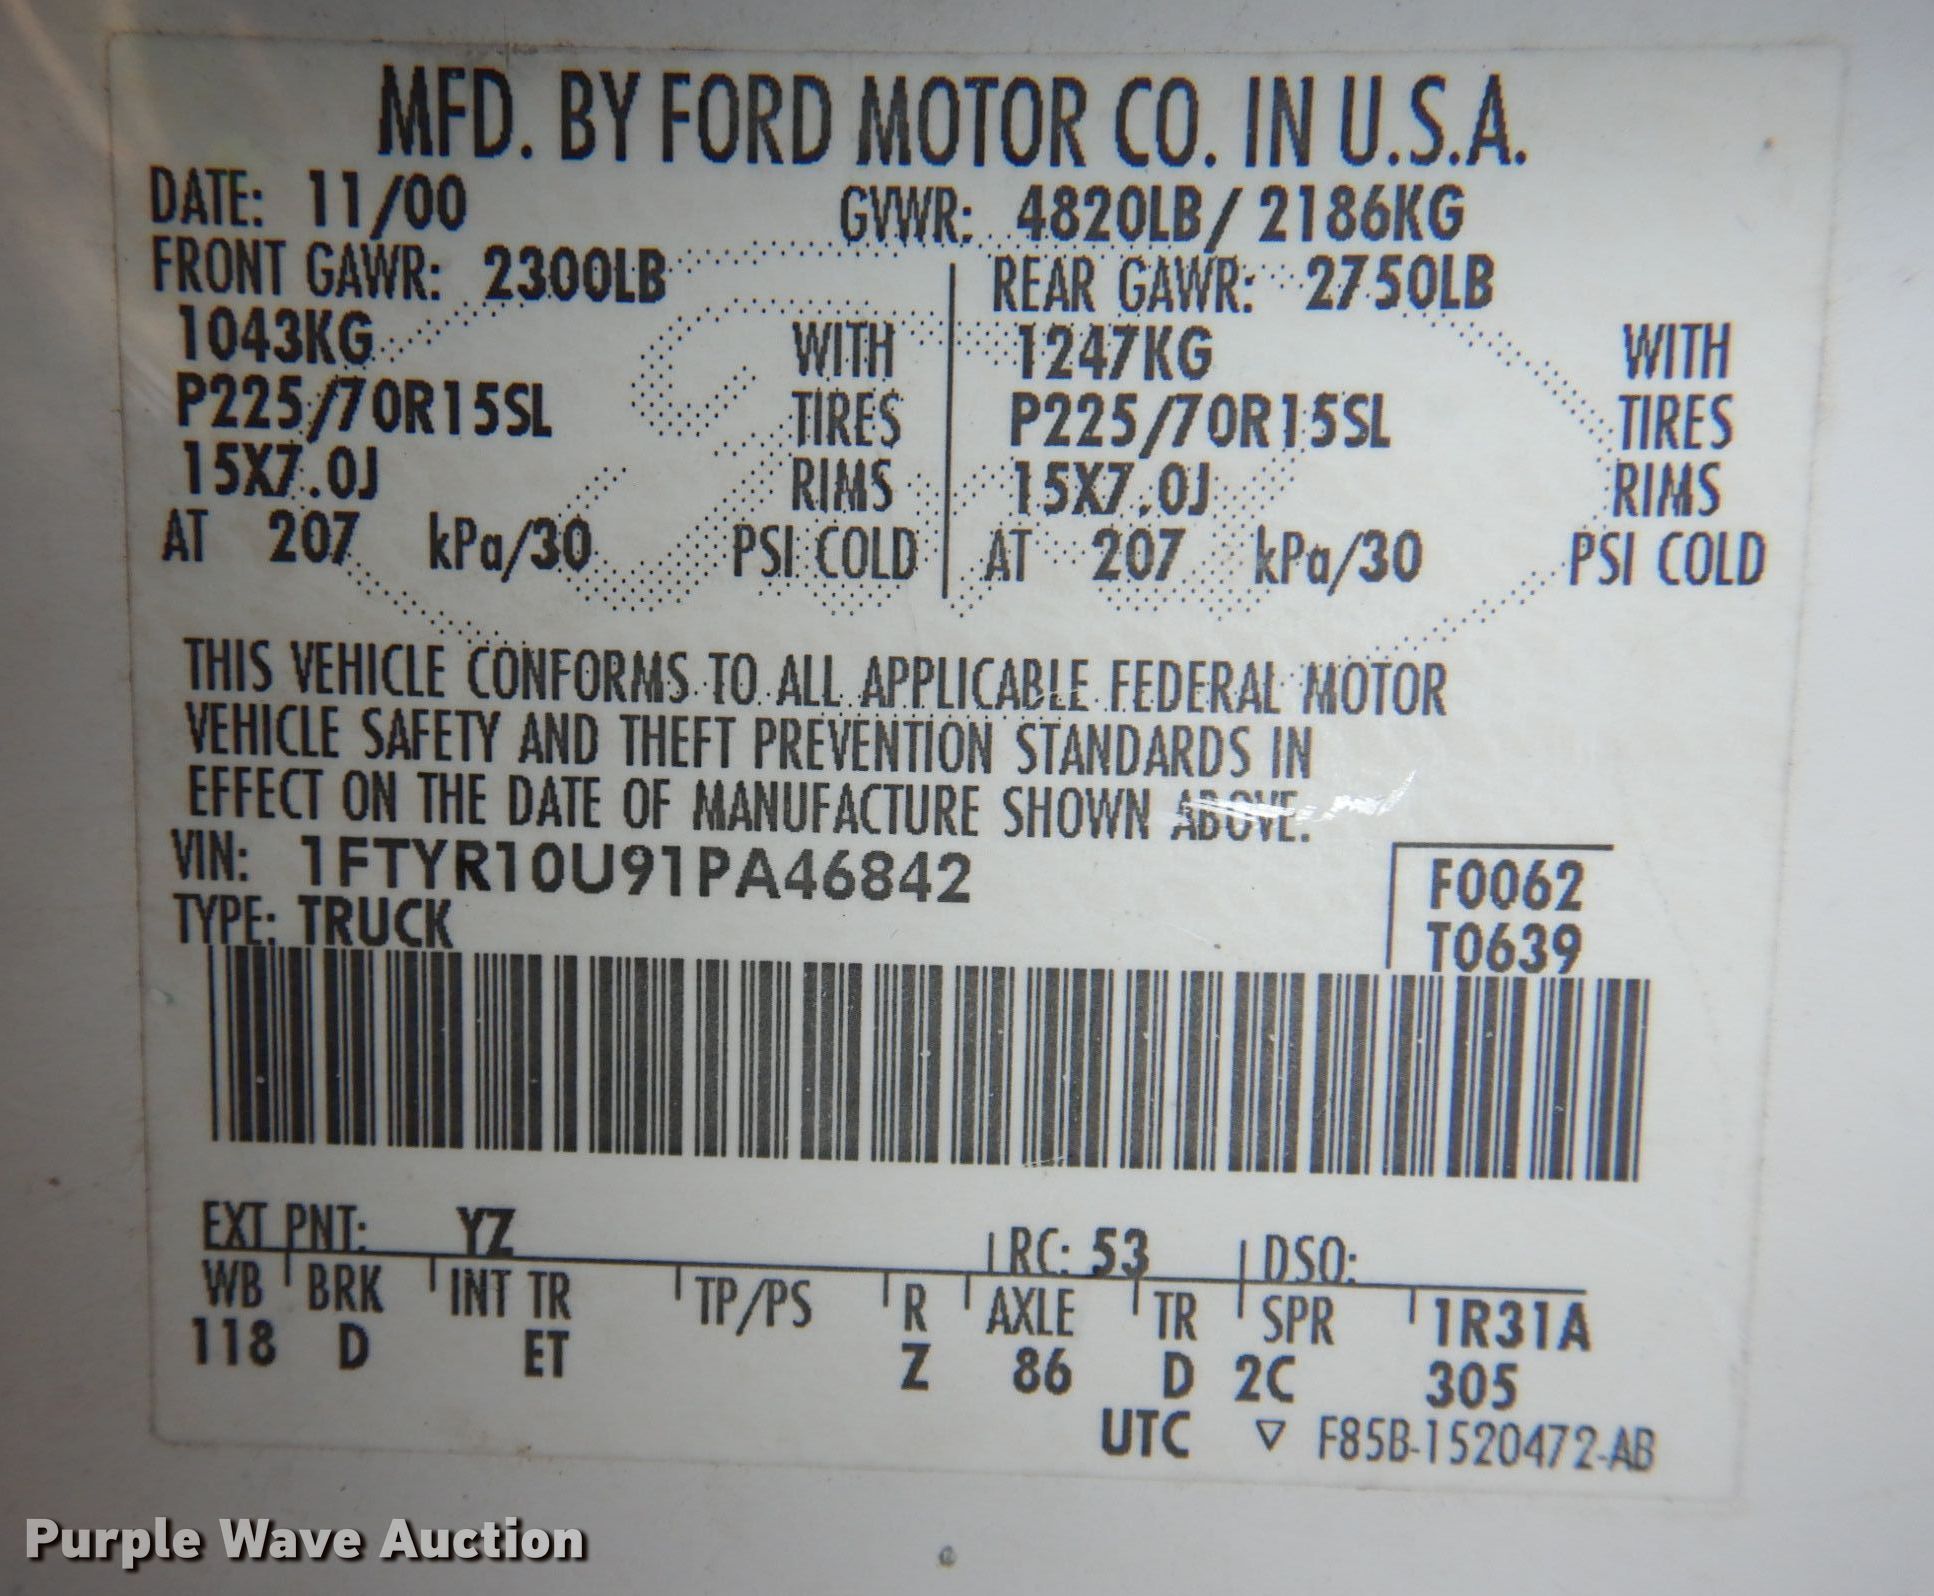 MFD. BY FORD MOTOR CO. IN U.S.A.
DATE: 11/00 GVWR: 4820LB/ 2186KG
FRONT GAWR: 2300LB REAR GAWR: 2750LB
1043KG WITH 1247KG WITH
P225/70R15SL TIRES P225/70R15SL TIRES
15X7.0J RIMS 15X7.0J RIMS
AT 207 kPa/30 PSI COLD AT 207 kPa/30 PSI COLD
THIS VEHICLE CONFORMS TO ALL APPLICABLE FEDERAL MOTOR
VEHICLE SAFETY AND THEFT PREVENTION STANDARDS IN
EFFECT ON THE DATE OF MANUFACTURE SHOWN ABOVE.
VIN: 1FTYR10U91PA46842 F0062
TYPE: TRUCK T0639
EXT PNT: YZ RC: 53 DSO:
WB BRK INT TR TP/PS R AXLE TR SPR 1R31A
118 D ET Z 86 D 2C 305
UTC ▽ F85B-1520472-AB
Purple Wave Auction